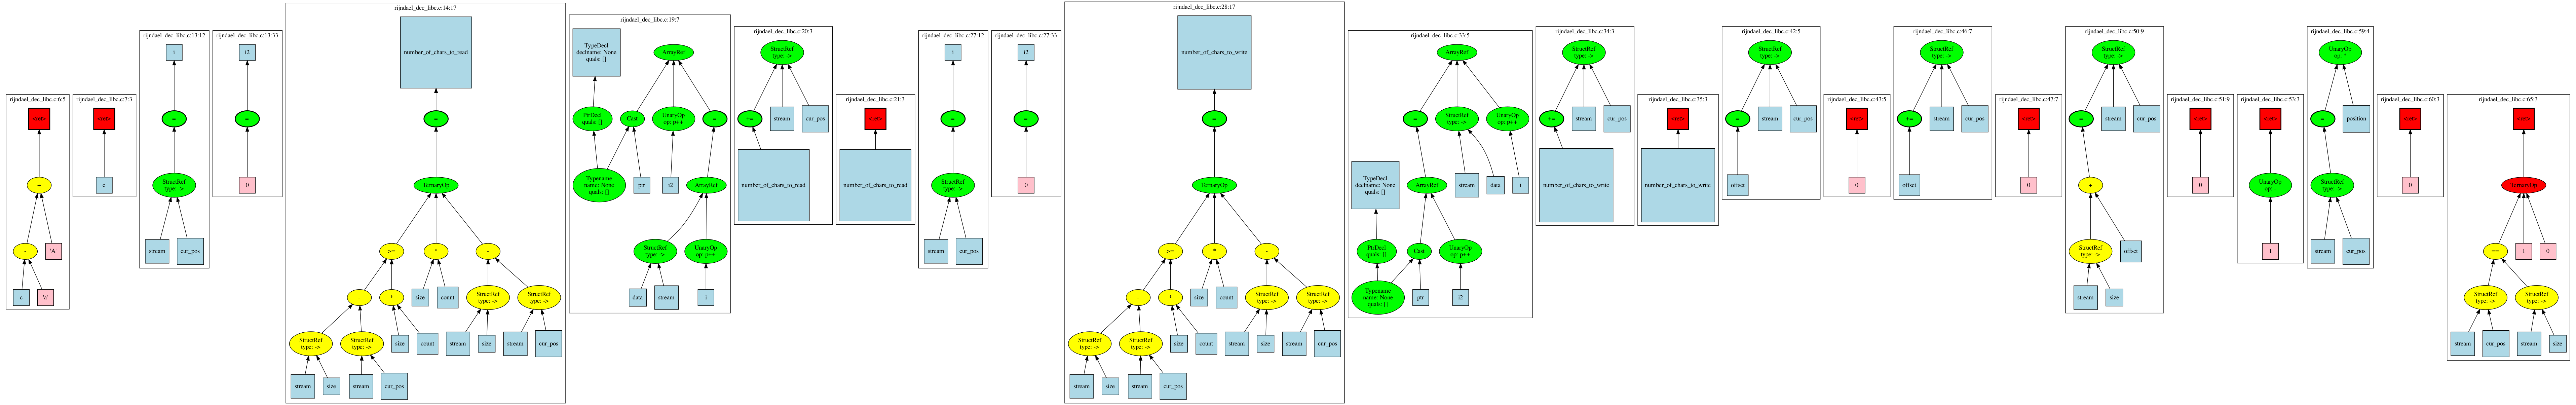 rijndael_dec_libc.c:6:5
<ret>
+
-
'A'
c
'a'
rijndael_dec_libc.c:7:3
<ret>
c
rijndael_dec_libc.c:13:12
i
=
StructRef
type: ->
stream
cur_pos
rijndael_dec_libc.c:13:33
i2
=
0
rijndael_dec_libc.c:14:17
number_of_chars_to_read
=
TernaryOp
>=
*
-
-
*
size
count
StructRef
type: ->
StructRef
type: ->
StructRef
type: ->
StructRef
type: ->
size
count
stream
size
stream
cur_pos
stream
size
stream
cur_pos
rijndael_dec_libc.c:19:7
TypeDecl
declname: None
quals: []
ArrayRef
PtrDecl
quals: []
Cast
UnaryOp
op: p++
=
Typename
name: None
quals: []
ptr
i2
ArrayRef
StructRef
type: ->
UnaryOp
op: p++
data
stream
i
rijndael_dec_libc.c:20:3
StructRef
type: ->
+=
stream
cur_pos
number_of_chars_to_read
rijndael_dec_libc.c:21:3
<ret>
number_of_chars_to_read
rijndael_dec_libc.c:27:12
i
=
StructRef
type: ->
stream
cur_pos
rijndael_dec_libc.c:27:33
i2
=
0
rijndael_dec_libc.c:28:17
number_of_chars_to_write
=
TernaryOp
>=
*
-
-
*
size
count
StructRef
type: ->
StructRef
type: ->
StructRef
type: ->
StructRef
type: ->
size
count
stream
size
stream
cur_pos
stream
size
stream
cur_pos
rijndael_dec_libc.c:33:5
ArrayRef
=
StructRef
type: ->
UnaryOp
op: p++
TypeDecl
declname: None
quals: []
ArrayRef
stream
data
i
PtrDecl
quals: []
Cast
UnaryOp
op: p++
Typename
name: None
quals: []
ptr
i2
rijndael_dec_libc.c:34:3
StructRef
type: ->
+=
stream
cur_pos
number_of_chars_to_write
rijndael_dec_libc.c:35:3
<ret>
number_of_chars_to_write
rijndael_dec_libc.c:42:5
StructRef
type: ->
=
stream
cur_pos
offset
rijndael_dec_libc.c:43:5
<ret>
0
rijndael_dec_libc.c:46:7
StructRef
type: ->
+=
stream
cur_pos
offset
rijndael_dec_libc.c:47:7
<ret>
0
rijndael_dec_libc.c:50:9
StructRef
type: ->
=
stream
cur_pos
+
StructRef
type: ->
offset
stream
size
rijndael_dec_libc.c:51:9
<ret>
0
rijndael_dec_libc.c:53:3
<ret>
UnaryOp
op: -
1
rijndael_dec_libc.c:59:4
UnaryOp
op: *
=
position
StructRef
type: ->
stream
cur_pos
rijndael_dec_libc.c:60:3
<ret>
0
rijndael_dec_libc.c:65:3
<ret>
TernaryOp
==
1
0
StructRef
type: ->
StructRef
type: ->
stream
cur_pos
stream
size